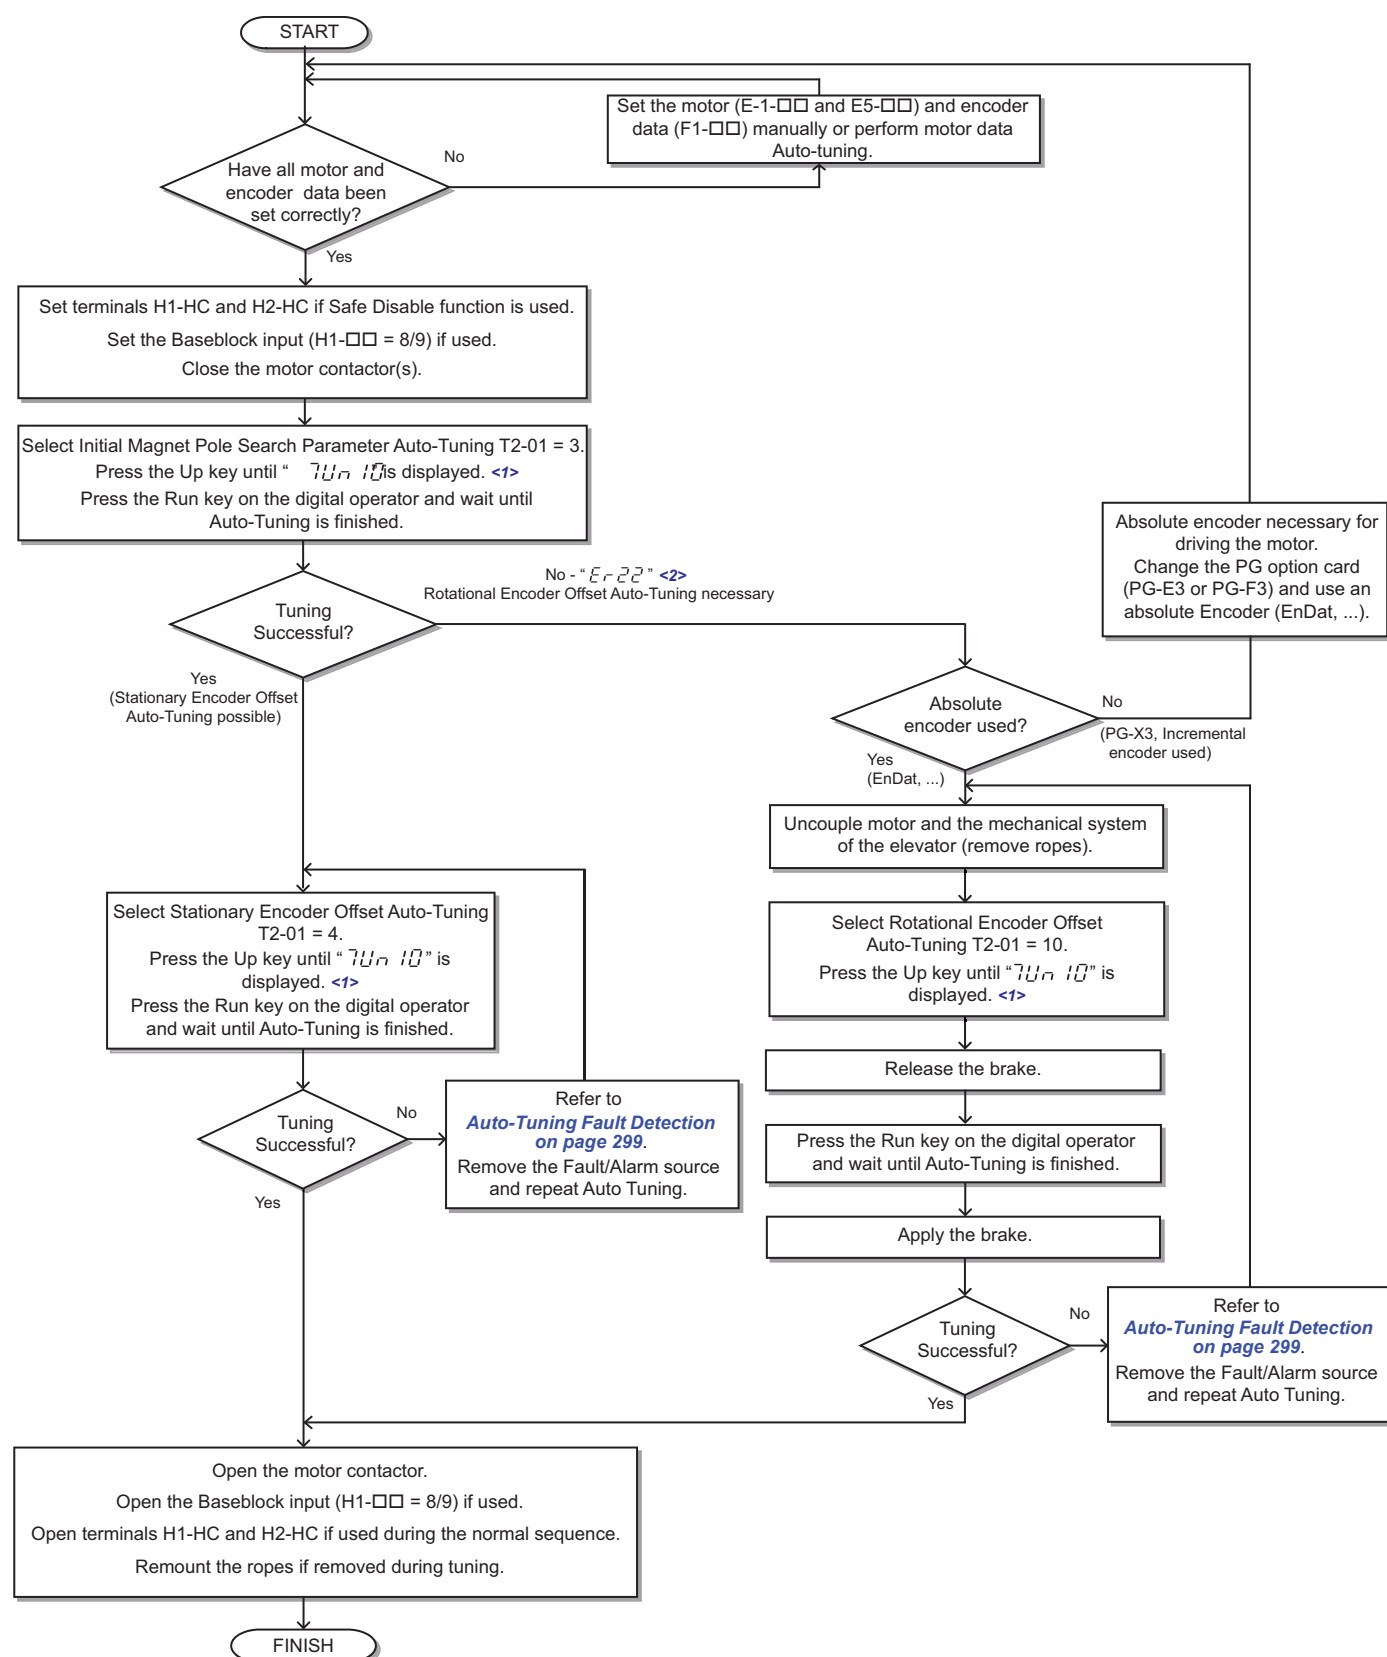 START
Set the motor (E-1-□□ and E5-□□) and encoder
data (F1-□□) manually or perform motor data
Auto-tuning.
No
Have all motor and
encoder data been
set correctly?
Yes
Set terminals H1-HC and H2-HC if Safe Disable function is used.
Set the Baseblock input (H1-□□ = 8/9) if used.
Close the motor contactor(s).
Select Initial Magnet Pole Search Parameter Auto-Tuning T2-01 = 3.
Press the Up key until “ TUn 10 is displayed. <1>
Press the Run key on the digital operator and wait until
Auto-Tuning is finished.
Absolute encoder necessary for
driving the motor.
Change the PG option card
(PG-E3 or PG-F3) and use an
absolute Encoder (EnDat, ...).
No - “Er22” <2>
Rotational Encoder Offset Auto-Tuning necessary
Tuning
Successful?
Yes
(Stationary Encoder Offset
Auto-Tuning possible)
Absolute
encoder used?
No
(PG-X3, Incremental
encoder used)
Yes
(EnDat, ...)
Uncouple motor and the mechanical system
of the elevator (remove ropes).
Select Stationary Encoder Offset Auto-Tuning
T2-01 = 4.
Press the Up key until “TUn 10” is
displayed. <1>
Press the Run key on the digital operator
and wait until Auto-Tuning is finished.
Select Rotational Encoder Offset
Auto-Tuning T2-01 = 10.
Press the Up key until “TUn 10” is
displayed. <1>
Release the brake.
Tuning
Successful?
No
Yes
Refer to
Auto-Tuning Fault Detection
on page 299.
Remove the Fault/Alarm source
and repeat Auto Tuning.
Press the Run key on the digital operator
and wait until Auto-Tuning is finished.
Apply the brake.
Tuning
Successful?
No
Yes
Refer to
Auto-Tuning Fault Detection
on page 299.
Remove the Fault/Alarm source
and repeat Auto Tuning.
Open the motor contactor.
Open the Baseblock input (H1-□□ = 8/9) if used.
Open terminals H1-HC and H2-HC if used during the normal sequence.
Remount the ropes if removed during tuning.
FINISH